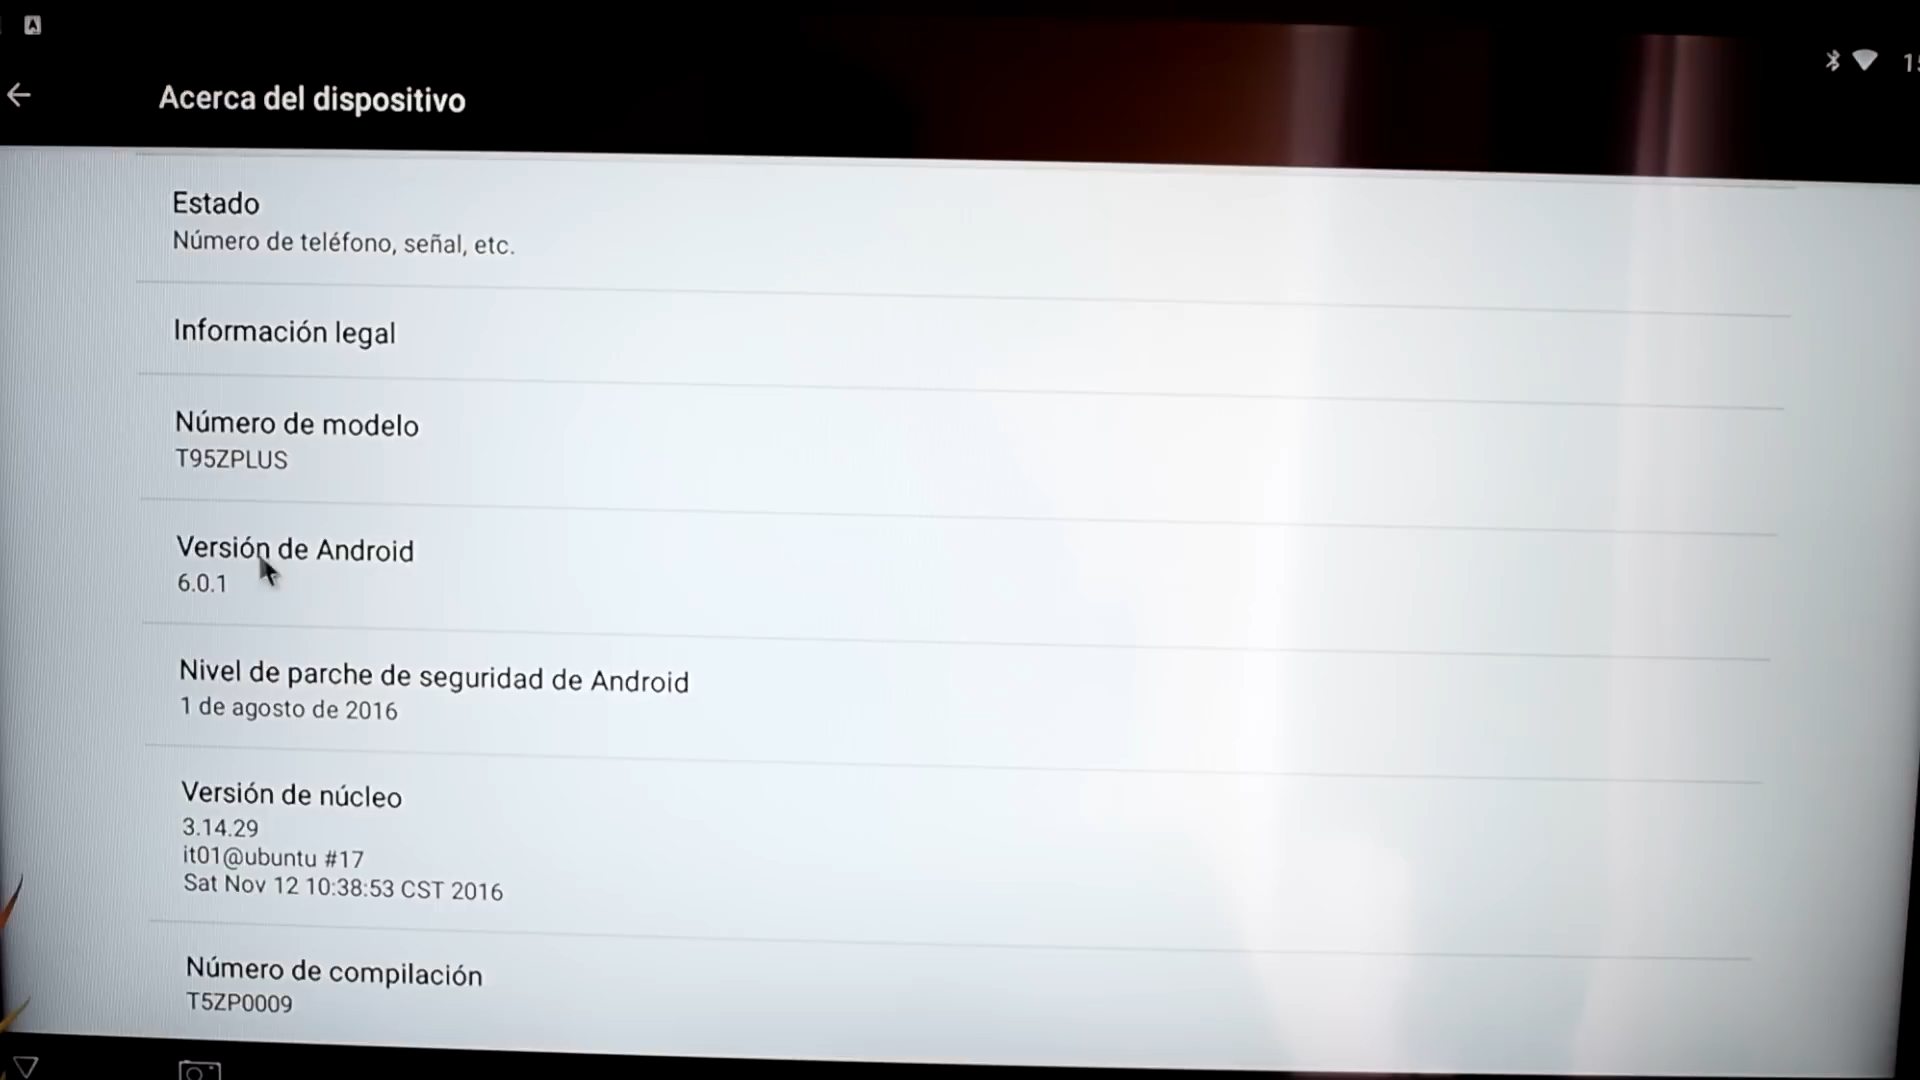 Acerca del dispositivo
Estado
Número de teléfono, señal, etc.
Información legal
Número de modelo
T95ZPLUS
Versión de Android
6.0.1
Nivel de parche de seguridad de Android
1 de agosto de 2016
Versión de núcleo
3.14.29
it01@ubuntu #17
Sat Nov 12 10:38:53 CST 2016
Número de compilación
T5ZP0009